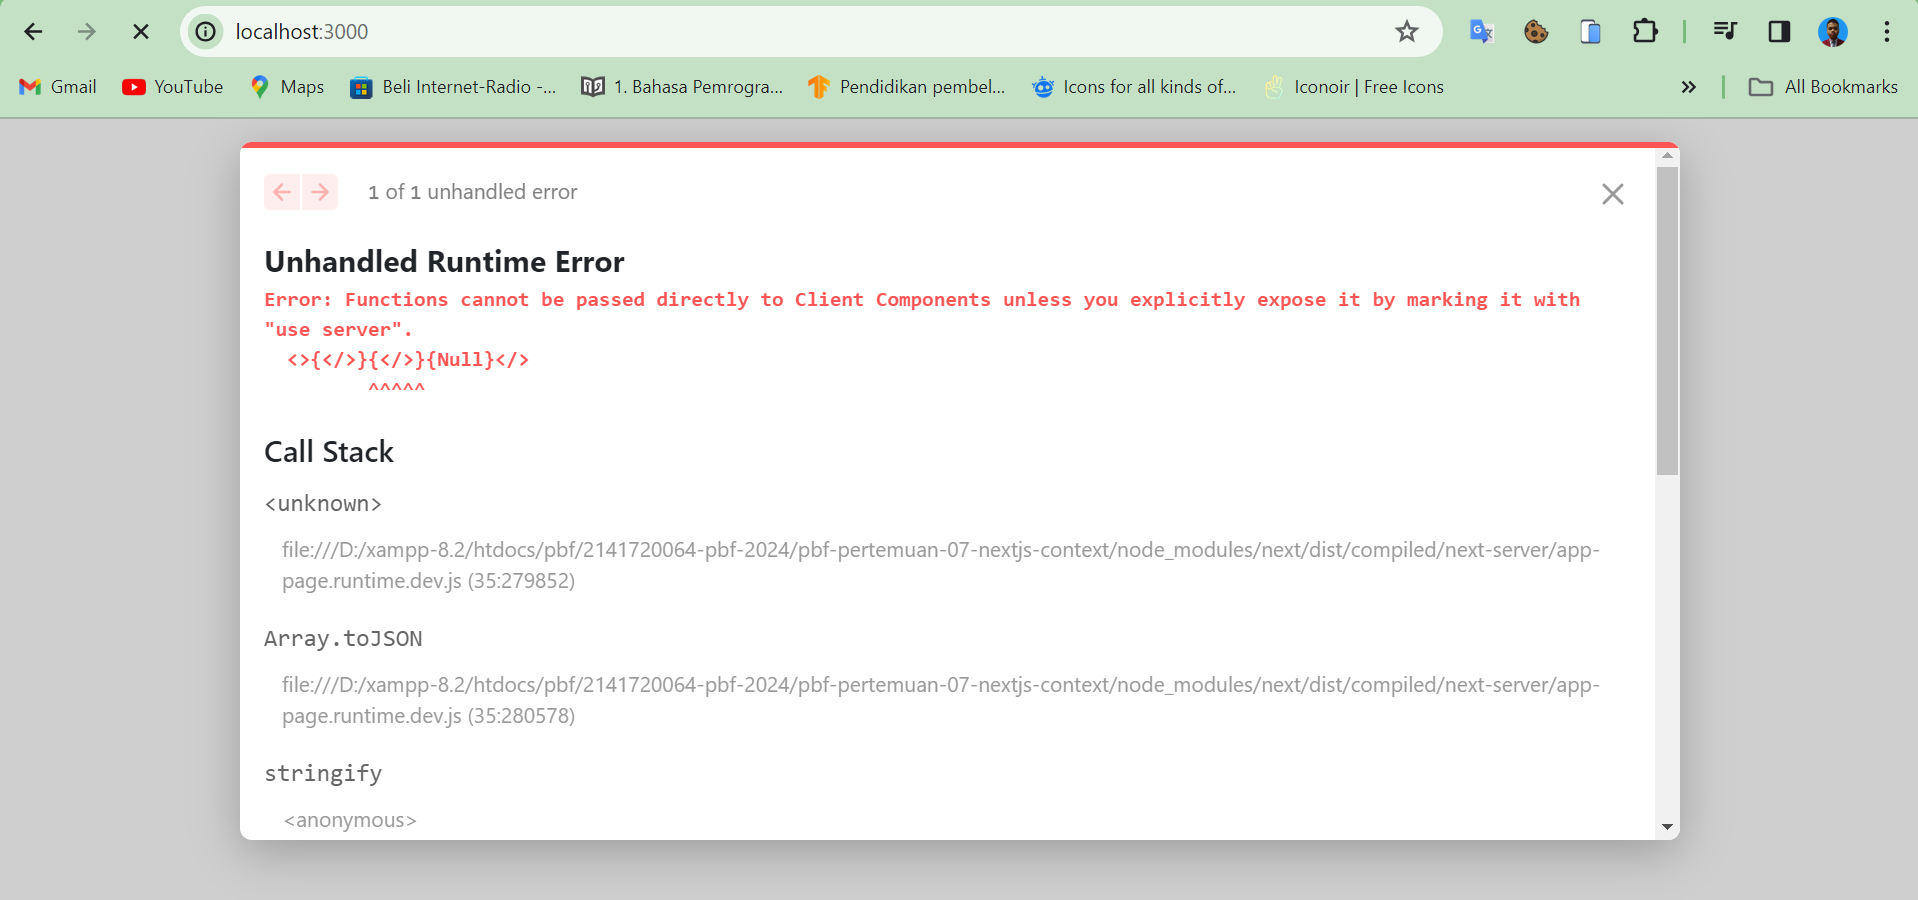 localhost:3000
Gmail YouTube Maps Beli Internet-Radio -... 1. Bahasa Pemrogra... Pendidikan pembel... Icons for all kinds of... Iconoir | Free Icons » All Bookmarks
1 of 1 unhandled error
Unhandled Runtime Error
Error: Functions cannot be passed directly to Client Components unless you explicitly expose it by marking it with
"use server".
<>{</>}{</>}{Null}</>
^^^^^
Call Stack
<unknown>
file:///D:/xampp-8.2/htdocs/pbf/2141720064-pbf-2024/pbf-pertemuan-07-nextjs-context/node_modules/next/dist/compiled/next-server/app-
page.runtime.dev.js (35:279852)
Array.toJSON
file:///D:/xampp-8.2/htdocs/pbf/2141720064-pbf-2024/pbf-pertemuan-07-nextjs-context/node_modules/next/dist/compiled/next-server/app-
page.runtime.dev.js (35:280578)
stringify
<anonymous>